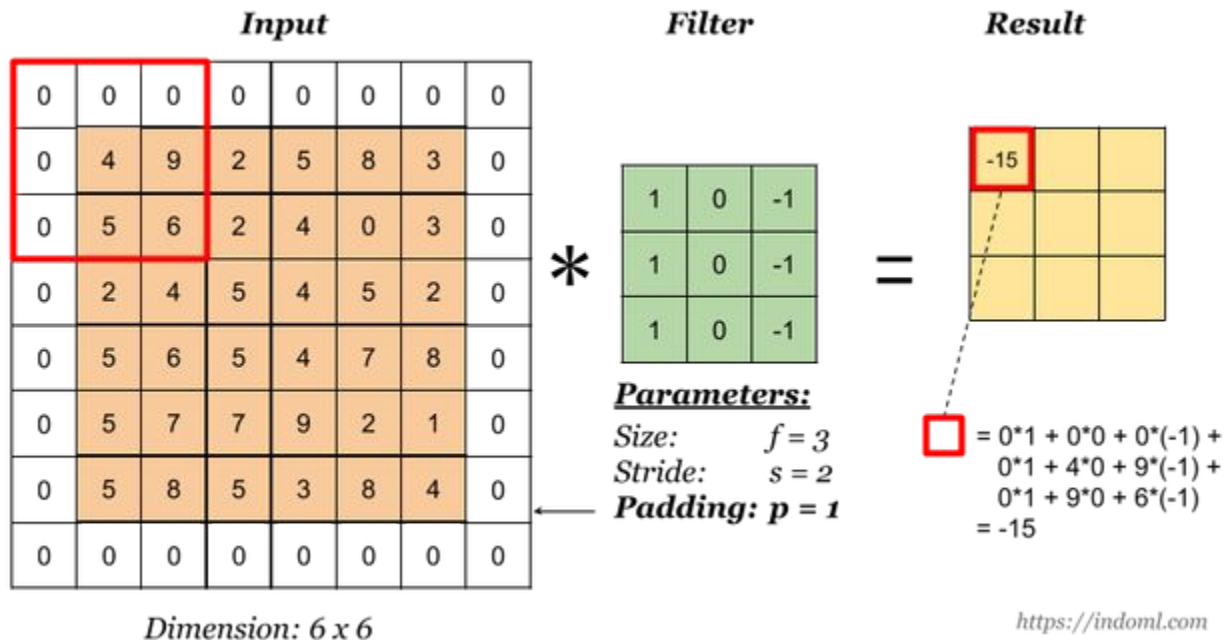 Input Filter Result
0 0 0 0 0 0 0 0
0 4 9 2 5 8 3 0
0 5 6 2 4 0 3 0
0 2 4 5 4 5 2 0
0 5 6 5 4 7 8 0
0 5 7 7 9 2 1 0
0 5 8 5 3 8 4 0
0 0 0 0 0 0 0 0
Dimension: 6 x 6
*
1 0 -1
1 0 -1
1 0 -1
Parameters:
Size: f = 3
Stride: s = 2
Padding: p = 1
=
-15
= 0*1 + 0*0 + 0*(-1) +
0*1 + 4*0 + 9*(-1) +
0*1 + 9*0 + 6*(-1)
= -15
https://indoml.com